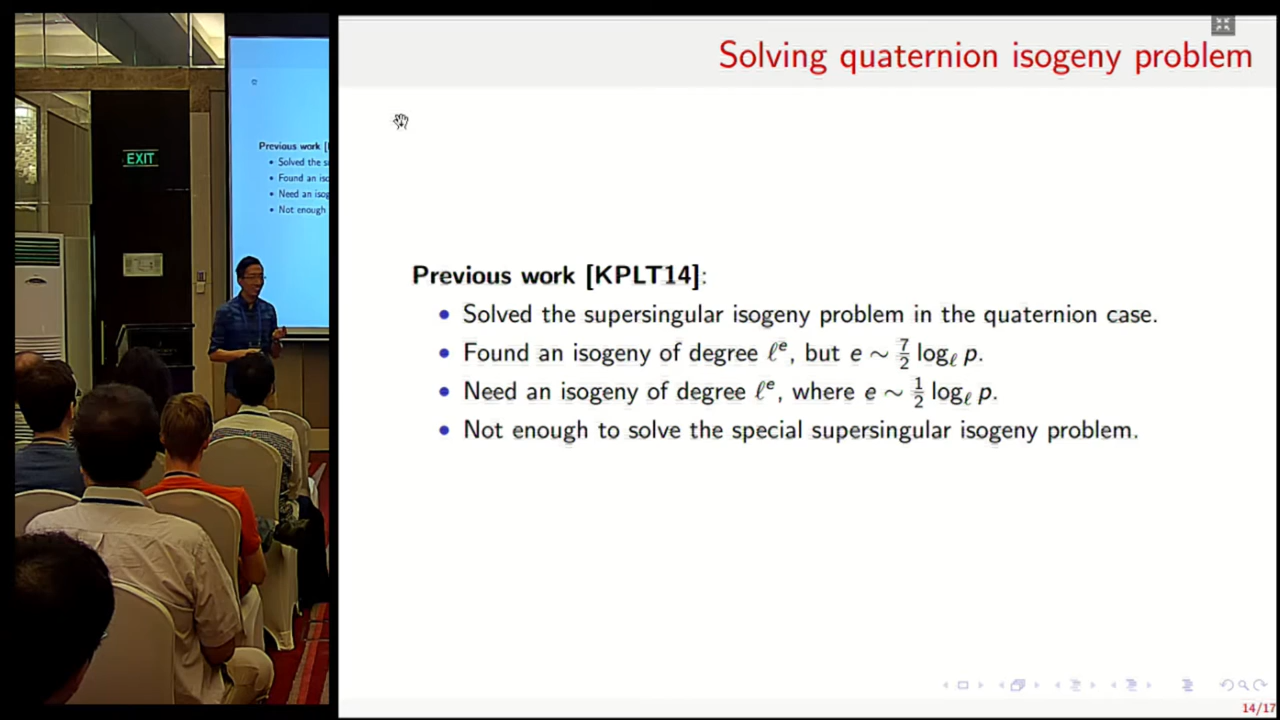 Solving quaternion isogeny problem
Previous work [KPLT14]:
• Solved the supersingular isogeny problem in the quaternion case.
• Found an isogeny of degree ℓᵉ, but e ∼ 7/2 log_ℓ p.
• Need an isogeny of degree ℓᵉ, where e ∼ 1/2 log_ℓ p.
• Not enough to solve the special supersingular isogeny problem.
14/17
EXIT
Previous work [
• Solved the s
• Found an iso
• Need an isog
• Not enough